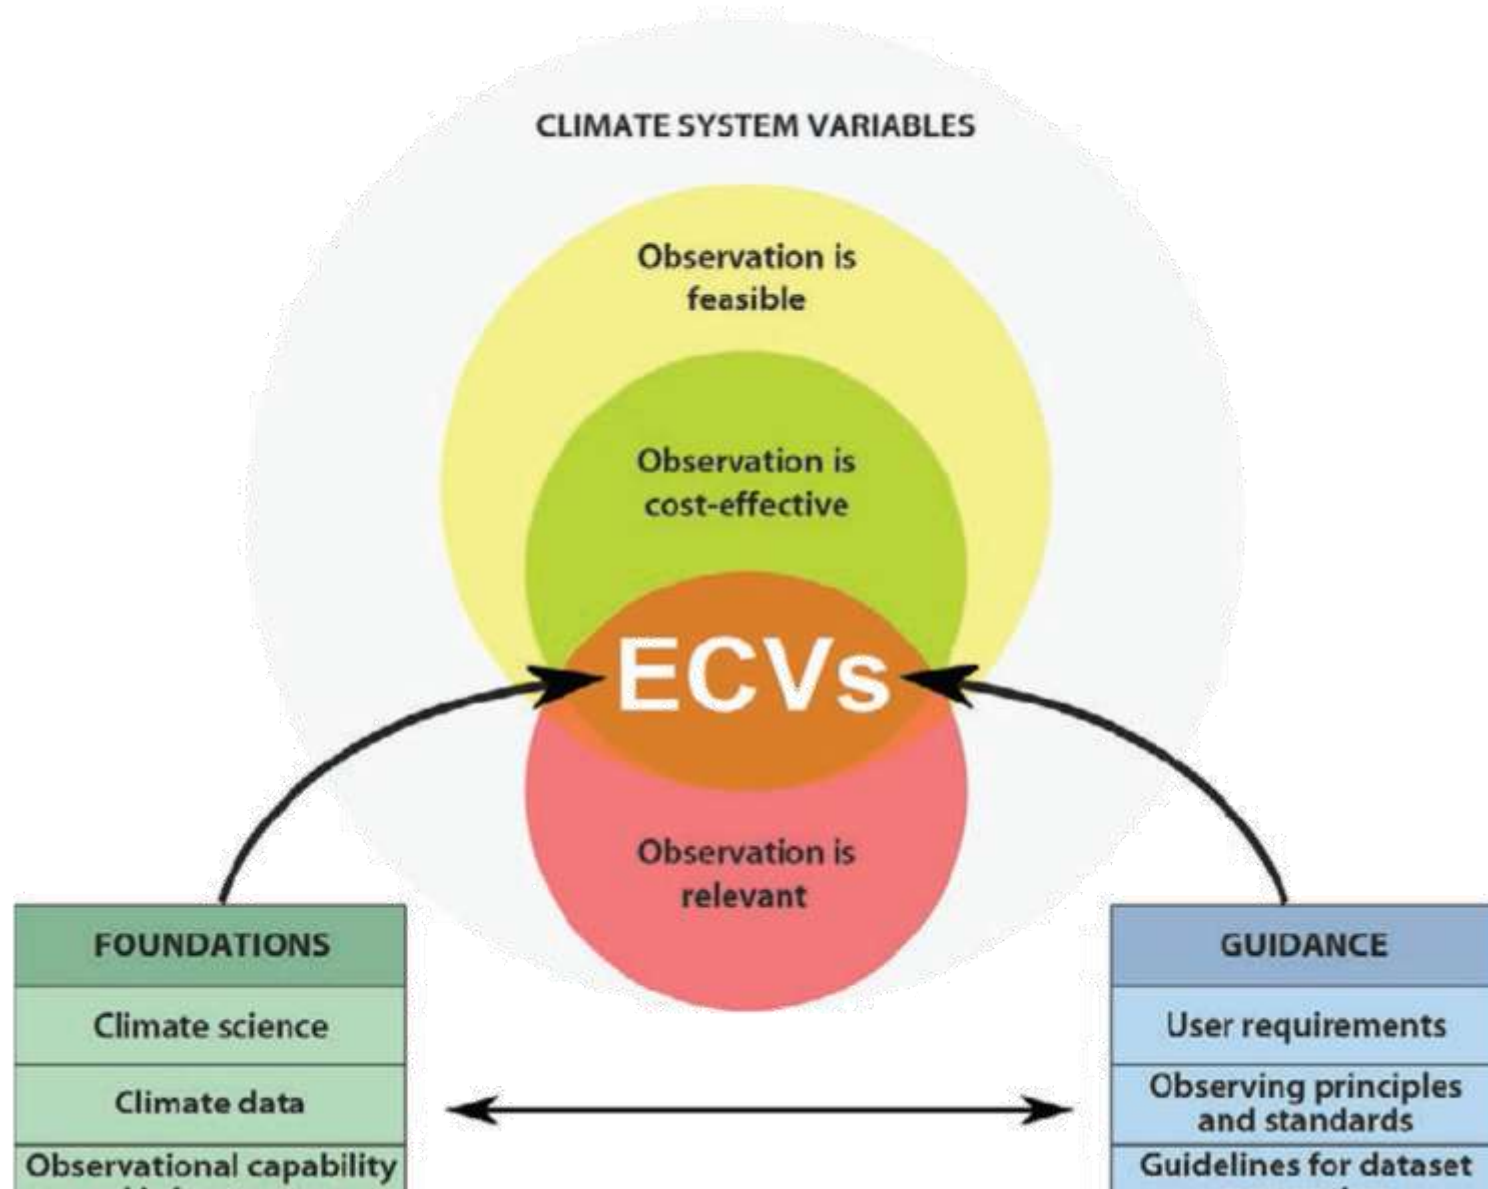 CLIMATE SYSTEM VARIABLES
Observation is
feasible
Observation is
cost-effective
ECVs
Observation is
relevant
FOUNDATIONS
Climate science
Climate data
Observational capability
GUIDANCE
User requirements
Observing principles
and standards
Guidelines for dataset